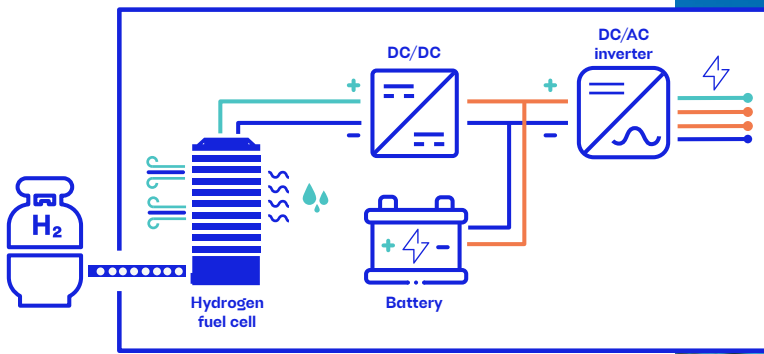 DC/DC
DC/AC
inverter
+
+
−
−
H2
+ −
Hydrogen
fuel cell
Battery